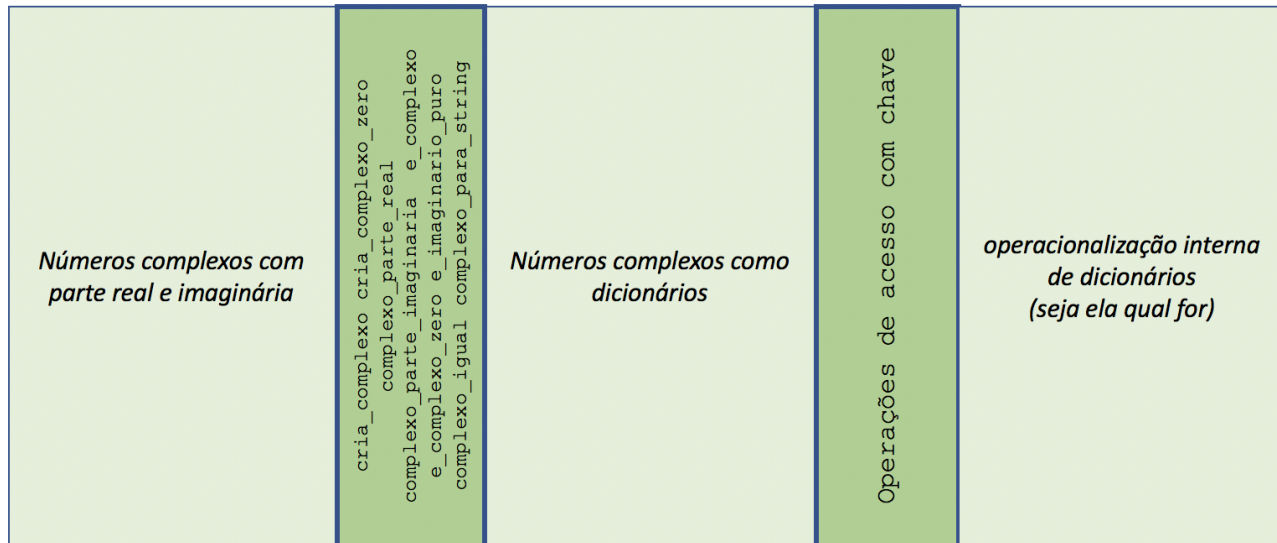 Números complexos com
parte real e imaginária
cria_complexo cria_complexo_zero
complexo_parte_real
complexo_parte_imaginaria e_complexo
e_complexo_zero e_imaginario_puro
complexo_igual complexo_para_string
Números complexos como
dicionários
Operações de acesso com chave
operacionalização interna
de dicionários
(seja ela qual for)